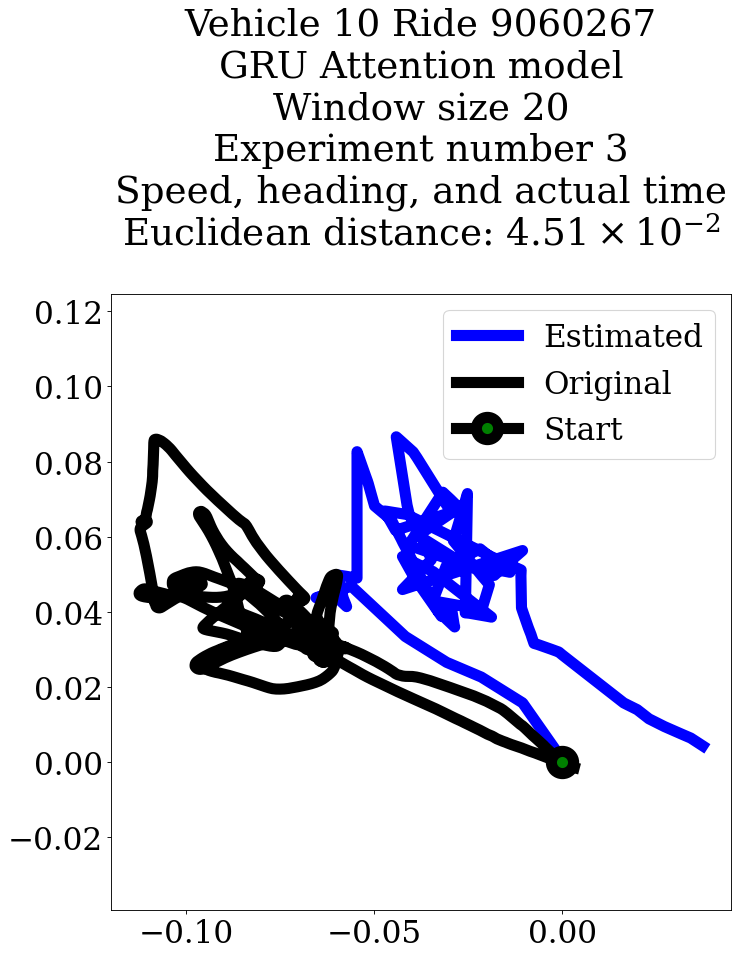 Vehicle 10 Ride 9060267
GRU Attention model
Window size 20
Experiment number 3
Speed, heading, and actual time
Euclidean distance: 4.51 × 10⁻²
0.12
0.10
0.08
0.06
0.04
0.02
0.00
−0.02
Estimated
Original
Start
−0.10
−0.05
0.00